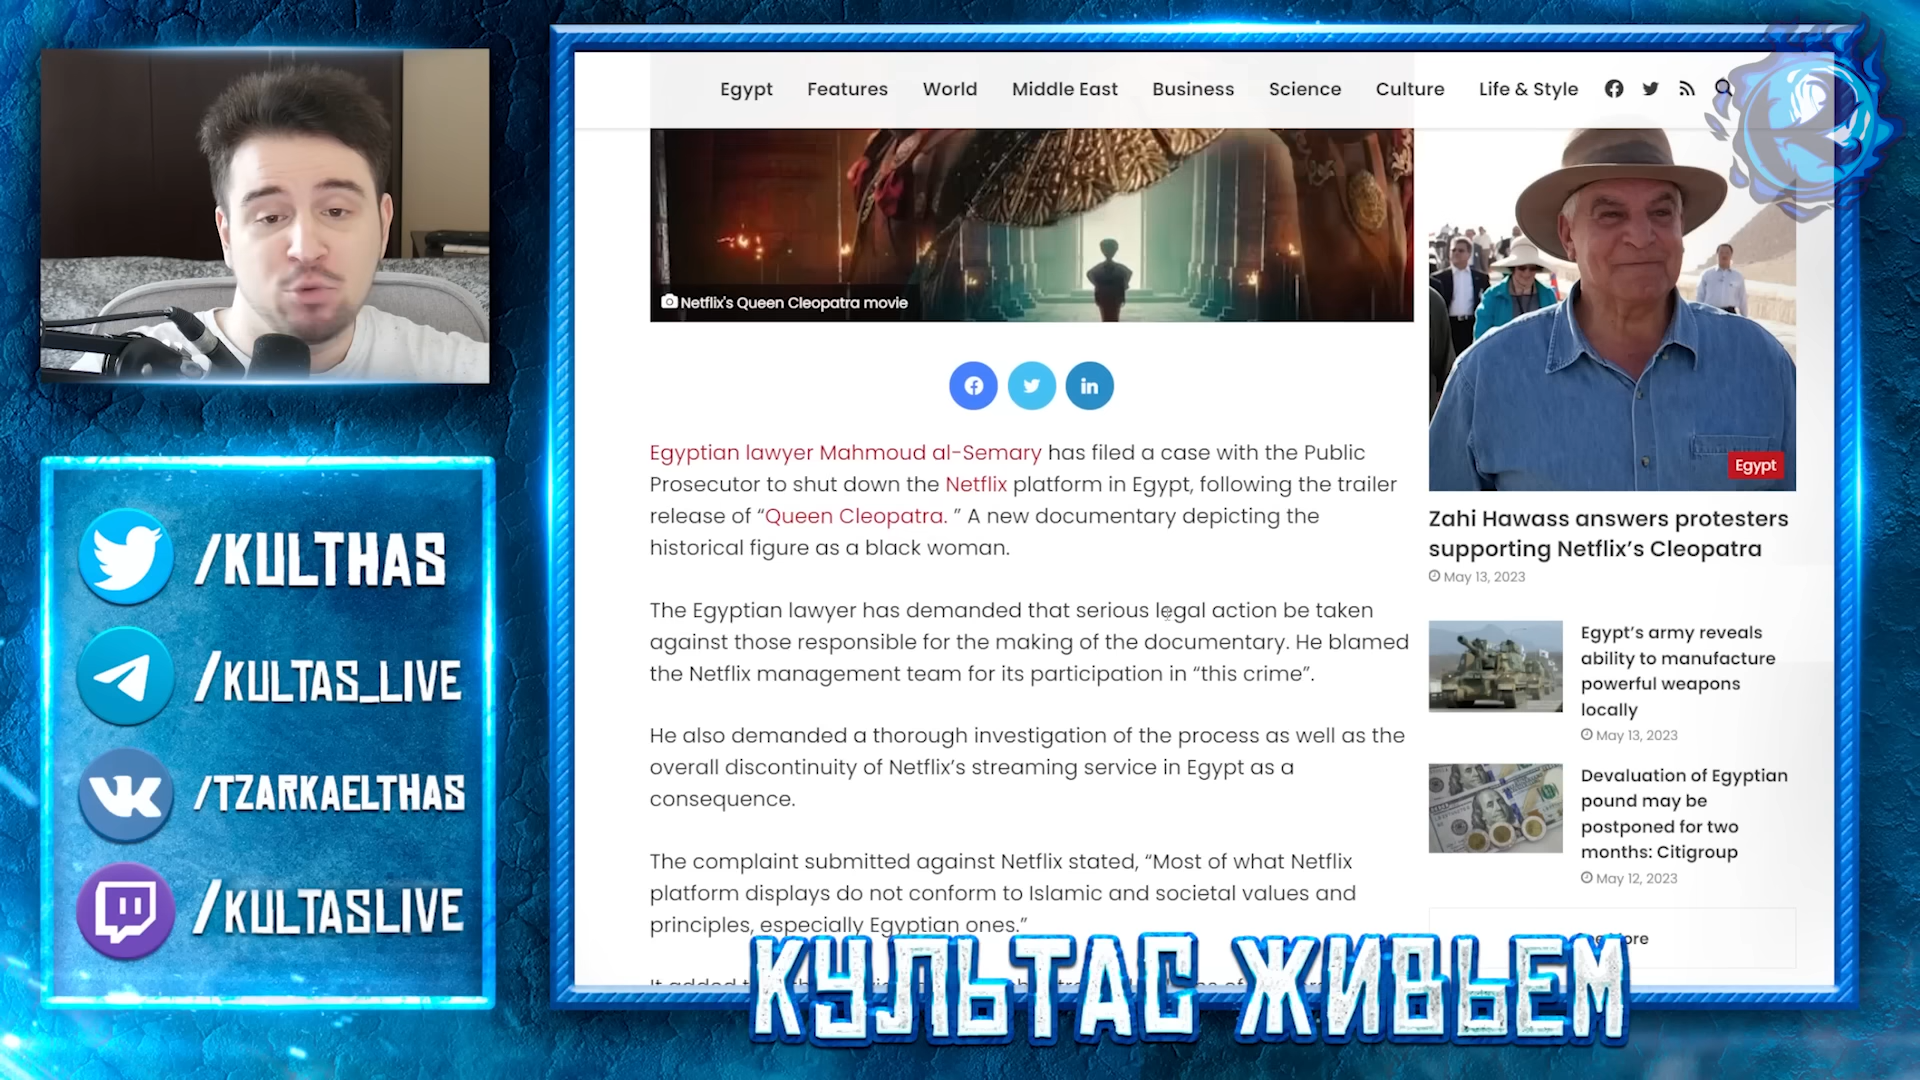 Egypt Features World Middle East Business Science Culture Life & Style
Netflix's Queen Cleopatra movie
Egyptian lawyer Mahmoud al-Semary has filed a case with the Public
Prosecutor to shut down the Netflix platform in Egypt, following the trailer
release of “Queen Cleopatra. ” A new documentary depicting the
historical figure as a black woman.
The Egyptian lawyer has demanded that serious legal action be taken
against those responsible for the making of the documentary. He blamed
the Netflix management team for its participation in “this crime”.
He also demanded a thorough investigation of the process as well as the
overall discontinuity of Netflix's streaming service in Egypt as a
consequence.
The complaint submitted against Netflix stated, “Most of what Netflix
platform displays do not conform to Islamic and societal values and
principles, especially Egyptian ones.”
It added
Egypt
Zahi Hawass answers protesters
supporting Netflix's Cleopatra
May 13, 2023
Egypt's army reveals
ability to manufacture
powerful weapons
locally
May 13, 2023
Devaluation of Egyptian
pound may be
postponed for two
months: Citigroup
May 12, 2023
/KULTHAS
/KULTAS_LIVE
/TZARKAELTHAS
/KULTASLIVE
КУЛЬТАС ЖИВЬЕМ